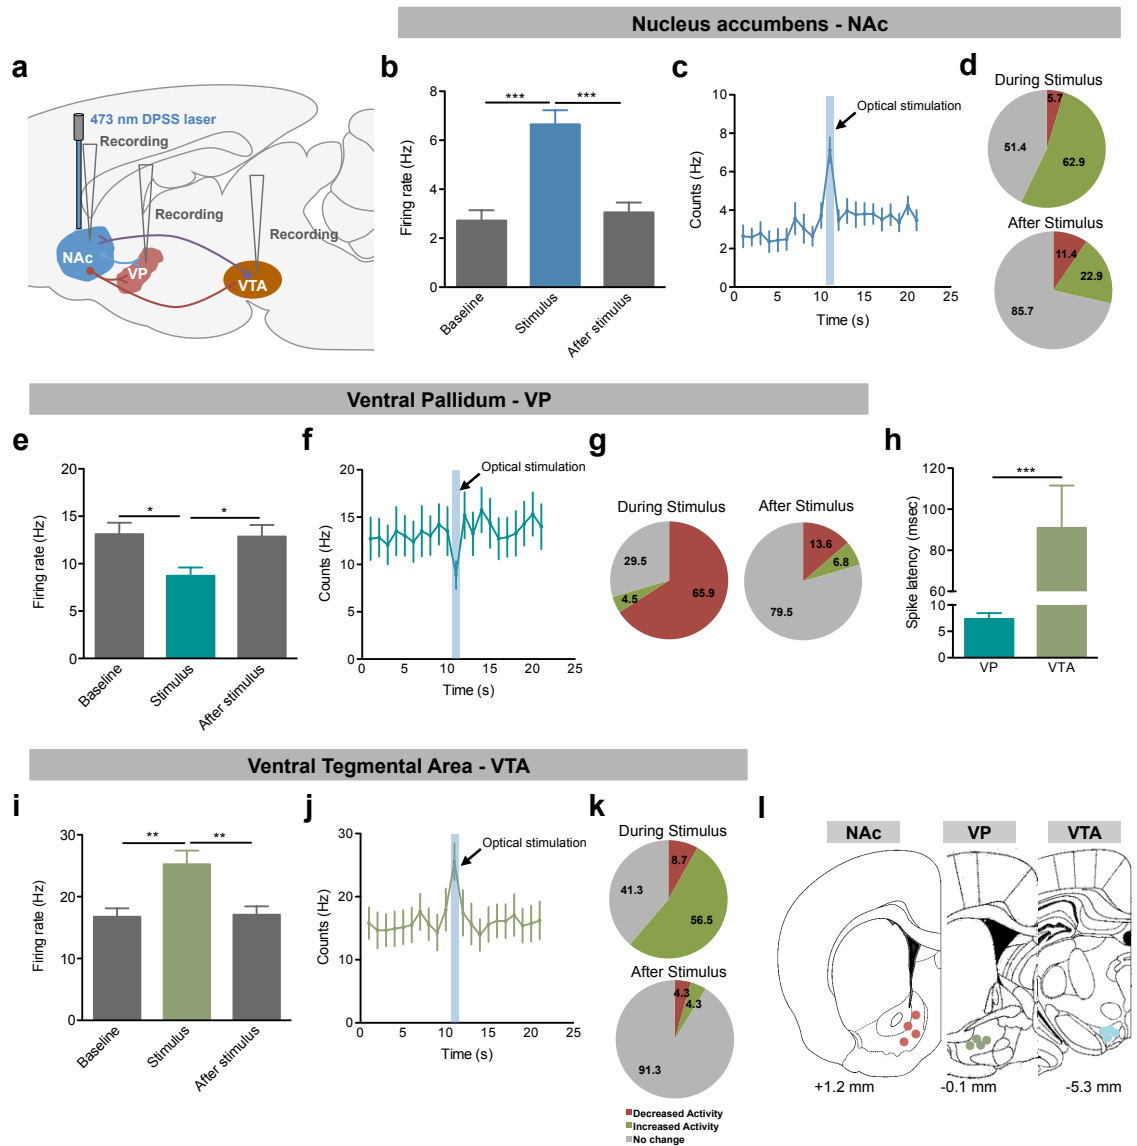 Nucleus accumbens - NAc
a
473 nm DPSS laser
Recording
Recording
Recording
NAc
VP
VTA
b
Firing rate (Hz)
8
6
4
2
0
***
***
Baseline
Stimulus
After stimulus
c
Counts (Hz)
10
8
6
4
2
0
Optical stimulation
0
5
10
15
20
25
Time (s)
d
During Stimulus
5.7
51.4
62.9
After Stimulus
11.4
22.9
85.7
Ventral Pallidum - VP
e
Firing rate (Hz)
20
15
10
5
0
*
*
Baseline
Stimulus
After stimulus
f
Counts (Hz)
20
15
10
5
0
Optical stimulation
0
5
10
15
20
25
Time (s)
g
During Stimulus
29.5
4.5
65.9
After Stimulus
13.6
6.8
79.5
h
Spike latency (msec)
120
100
80
60
10
5
0
***
VP
VTA
Ventral Tegmental Area - VTA
i
Firing rate (Hz)
30
20
10
0
**
**
Baseline
Stimulus
After stimulus
j
Counts (Hz)
30
20
10
0
Optical stimulation
0
5
10
15
20
25
Time (s)
k
During Stimulus
8.7
41.3
56.5
After Stimulus
4.3
4.3
91.3
Decreased Activity
Increased Activity
No change
l
NAc
VP
VTA
+1.2 mm
-0.1 mm
-5.3 mm